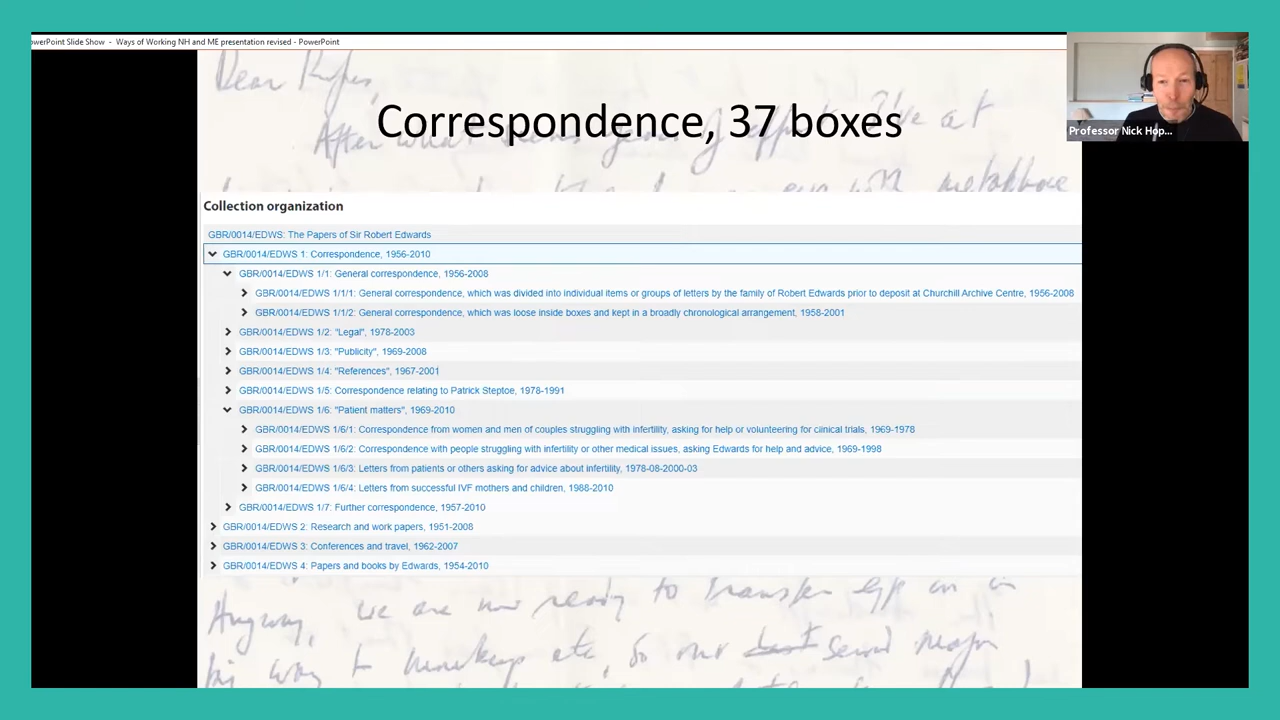 owerPoint Slide Show - Ways of Working NH and ME presentation revised - PowerPoint
Professor Nick Hop...
Dear
After what
at
metaphase
Correspondence, 37 boxes
Collection organization
GBR/0014/EDWS: The Papers of Sir Robert Edwards
GBR/0014/EDWS 1: Correspondence, 1956-2010
GBR/0014/EDWS 1/1: General correspondence, 1956-2008
GBR/0014/EDWS 1/1/1: General correspondence, which was divided into individual items or groups of letters by the family of Robert Edwards prior to deposit at Churchill Archive Centre, 1956-2008
GBR/0014/EDWS 1/1/2: General correspondence, which was loose inside boxes and kept in a broadly chronological arrangement, 1958-2001
GBR/0014/EDWS 1/2: "Legal", 1978-2003
GBR/0014/EDWS 1/3: "Publicity", 1969-2008
GBR/0014/EDWS 1/4: "References", 1967-2001
GBR/0014/EDWS 1/5: Correspondence relating to Patrick Steptoe, 1978-1991
GBR/0014/EDWS 1/6: "Patient matters", 1969-2010
GBR/0014/EDWS 1/6/1: Correspondence from women and men of couples struggling with infertility, asking for help or volunteering for clinical trials, 1969-1978
GBR/0014/EDWS 1/6/2: Correspondence with people struggling with infertility or other medical issues, asking Edwards for help and advice, 1969-1998
GBR/0014/EDWS 1/6/3: Letters from patients or others asking for advice about infertility, 1978-08-2000-03
GBR/0014/EDWS 1/6/4: Letters from successful IVF mothers and children, 1988-2010
GBR/0014/EDWS 1/7: Further correspondence, 1957-2010
GBR/0014/EDWS 2: Research and work papers, 1951-2008
GBR/0014/EDWS 3: Conferences and travel, 1962-2007
GBR/0014/EDWS 4: Papers and books by Edwards, 1954-2010
Anyway, we are now ready to transfer
big way to monkeys etc, so our second